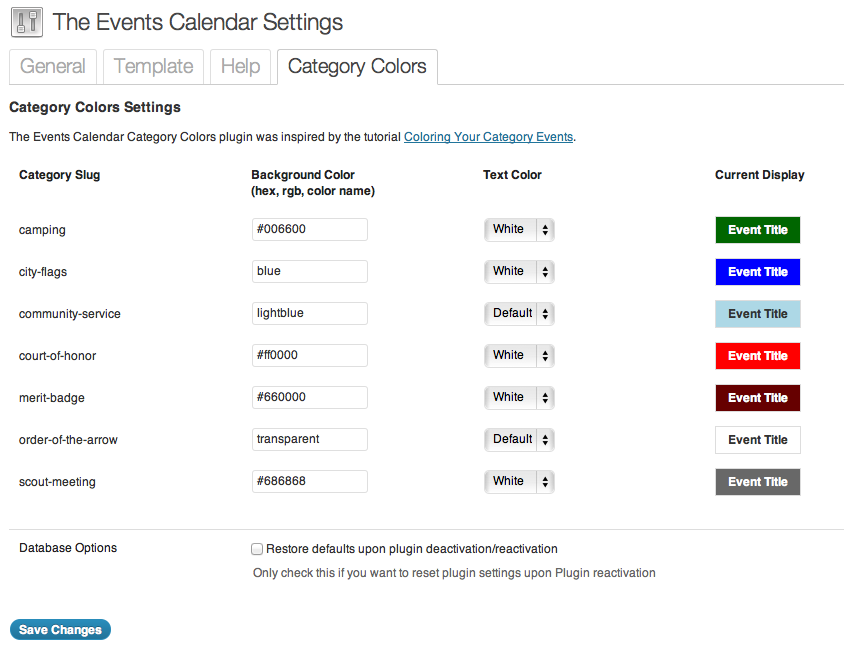 The Events Calendar Settings
General Template Help Category Colors
Category Colors Settings
The Events Calendar Category Colors plugin was inspired by the tutorial Coloring Your Category Events.
Category Slug Background Color Text Color Current Display
(hex, rgb, color name)
camping #006600 White Event Title
city-flags blue White Event Title
community-service lightblue Default Event Title
court-of-honor #ff0000 White Event Title
merit-badge #660000 White Event Title
order-of-the-arrow transparent Default Event Title
scout-meeting #686868 White Event Title
Database Options Restore defaults upon plugin deactivation/reactivation
Only check this if you want to reset plugin settings upon Plugin reactivation
Save Changes